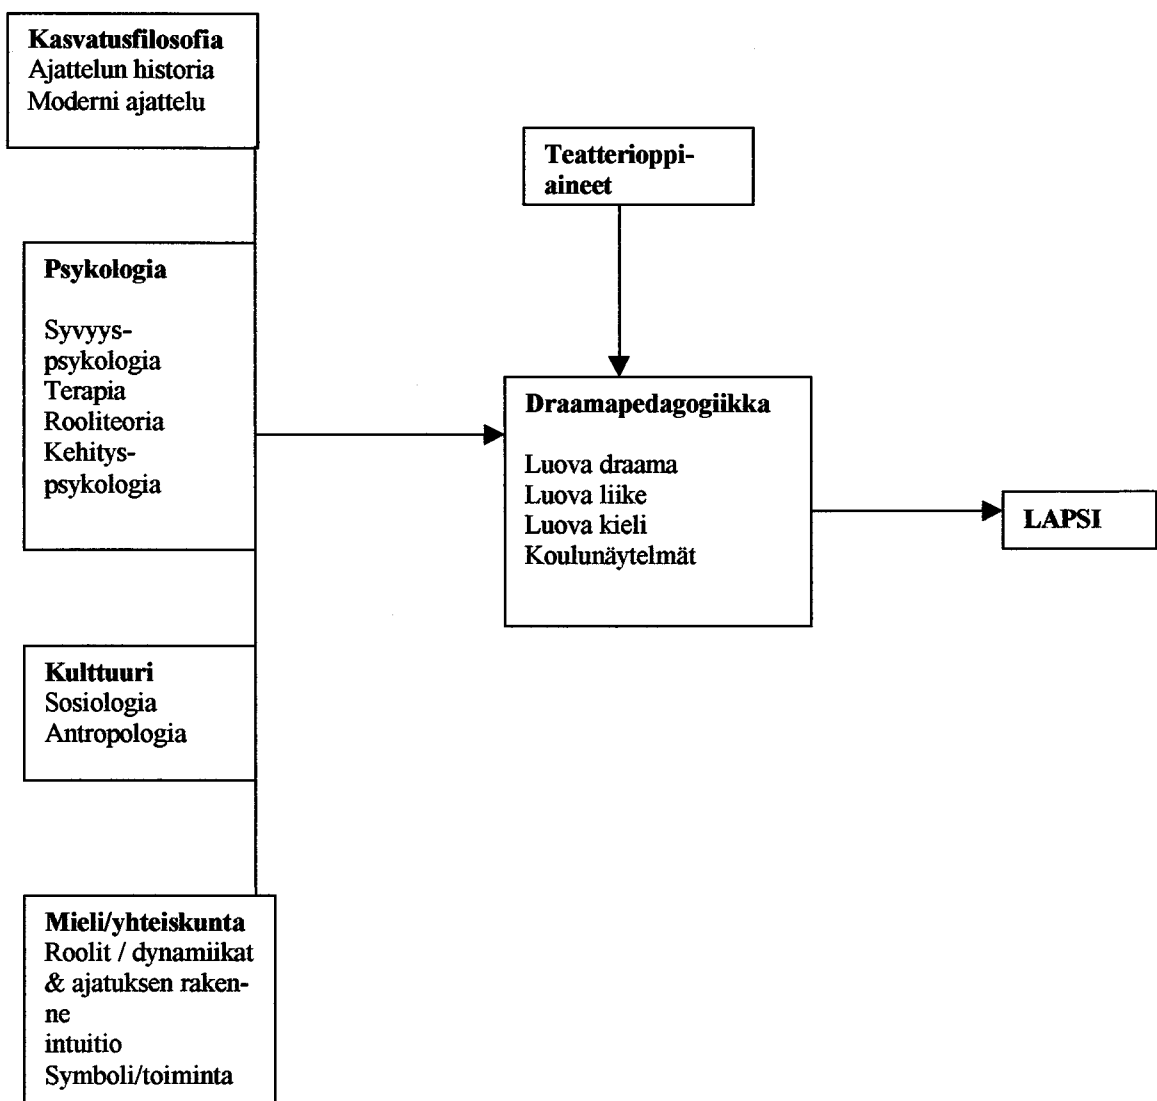 Kasvatusfilosofia
Ajattelun historia
Moderni ajattelu
Teatterioppi-
aineet
Psykologia
Syvyys-
psykologia
Terapia
Rooliteoria
Kehitys-
psykologia
Draamapedagogiikka
Luova draama
Luova liike
Luova kieli
Koulunäytelmät
LAPSI
Kulttuuri
Sosiologia
Antropologia
Mieli/yhteiskunta
Roolit / dynamiikat
& ajatuksen raken-
ne
intuitio
Symboli/toiminta